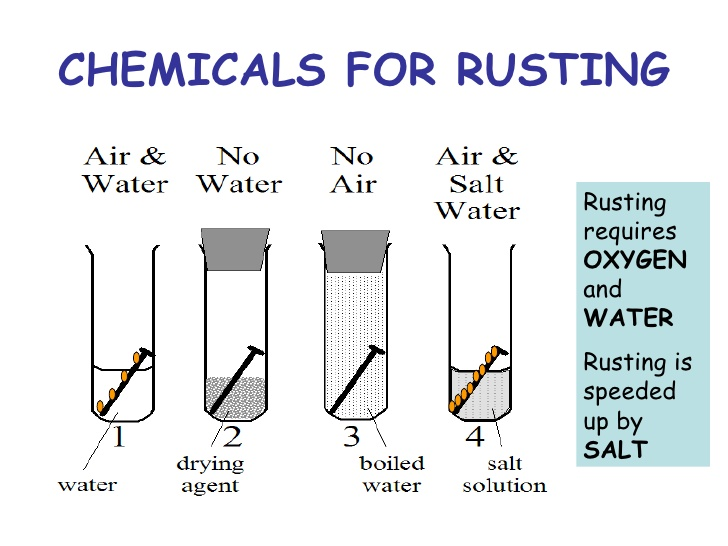 CHEMICALS FOR RUSTING
Air &
Water
No
Water
No
Air
Air &
Salt
Water
1
2
3
4
water
drying
agent
boiled
water
salt
solution
Rusting
requires
OXYGEN
and
WATER
Rusting is
speeded
up by
SALT